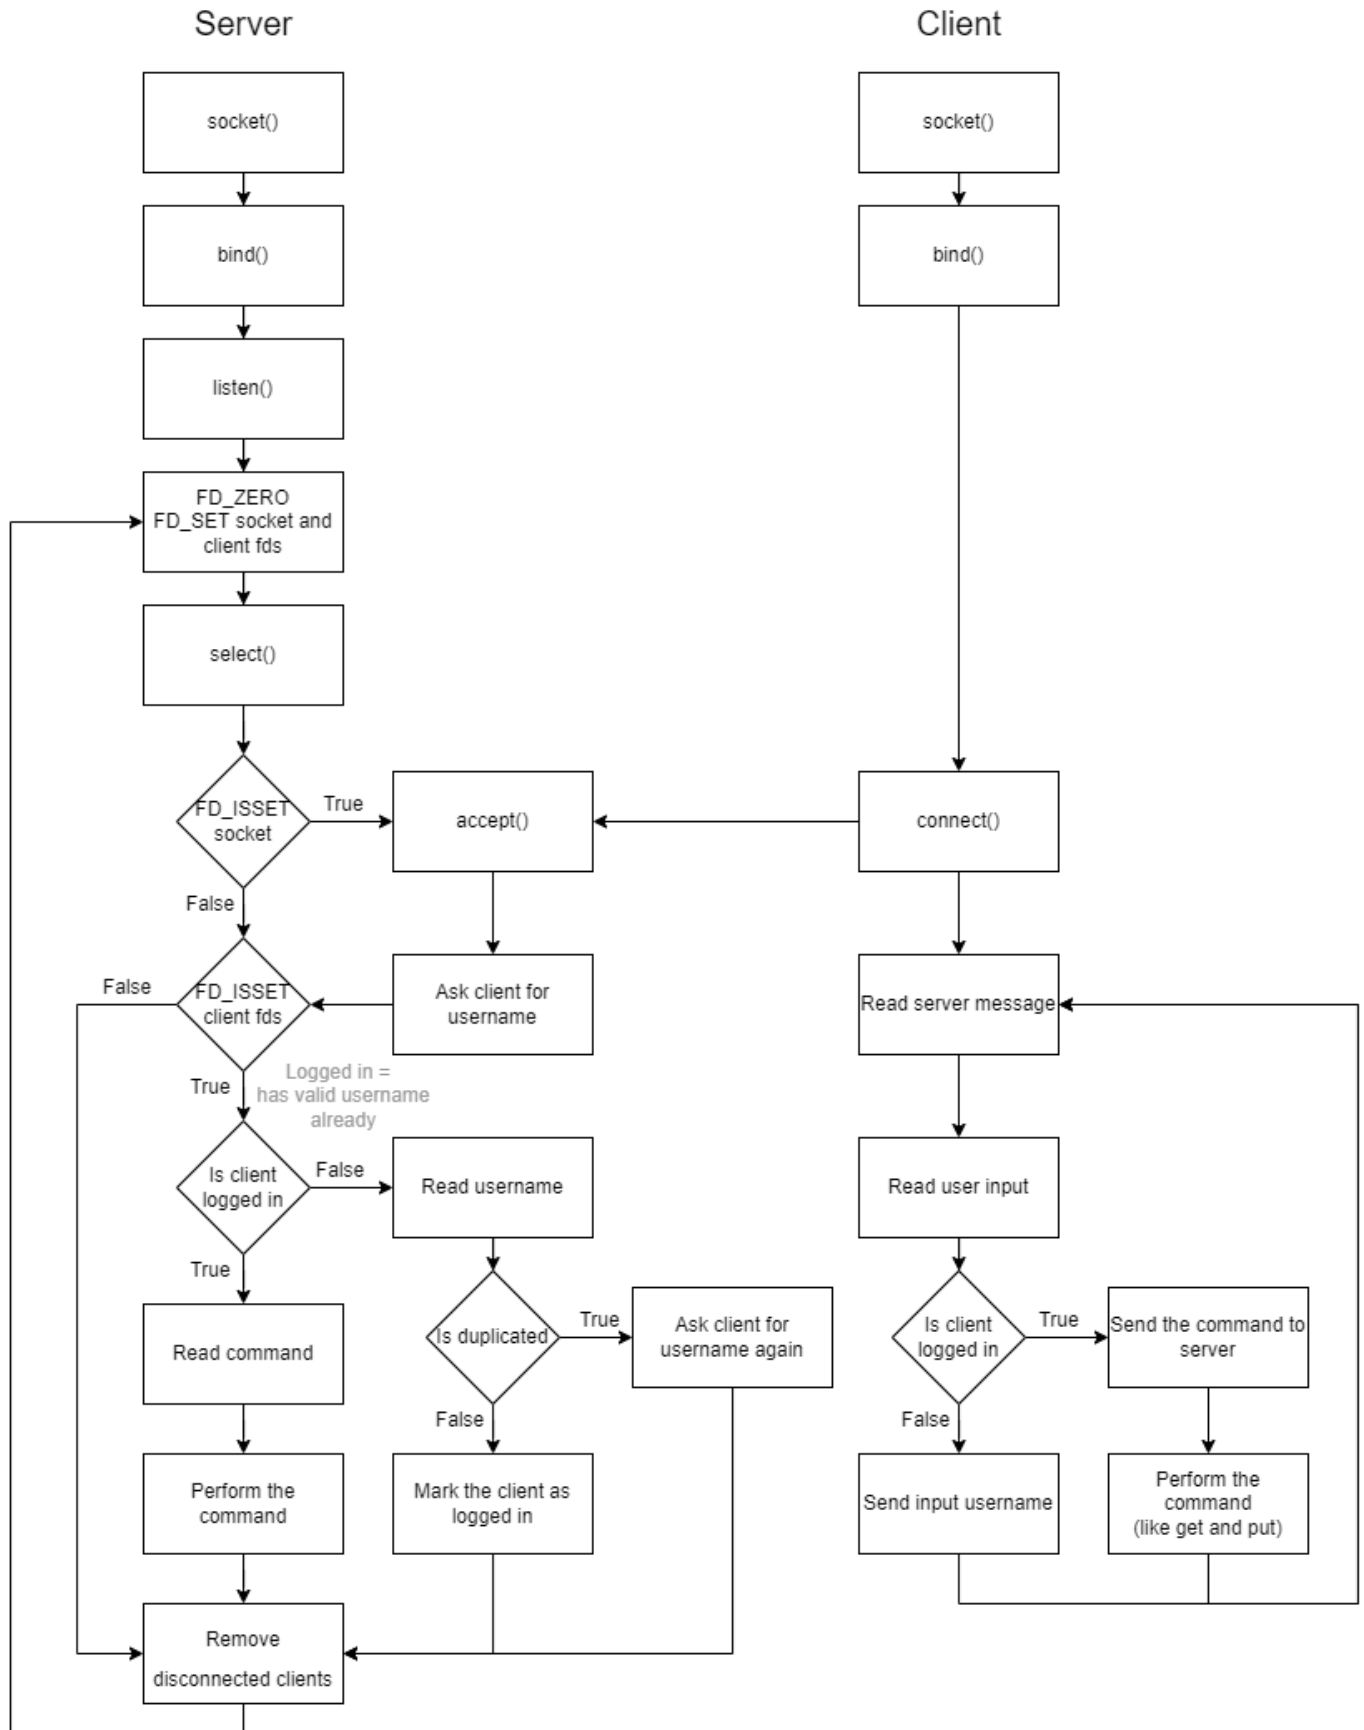 Server
Client
socket()
socket()
bind()
bind()
listen()
FD_ZERO
FD_SET socket and
client fds
select()
FD_ISSET
socket
True
accept()
connect()
False
FD_ISSET
client fds
False
Ask client for
username
Read server message
True
Logged in =
has valid username
already
Is client
logged in
False
Read username
Read user input
True
Is duplicated
True
Ask client for
username again
Is client
logged in
True
Send the command to
server
Read command
False
False
Perform the
command
Mark the client as
logged in
Send input username
Perform the
command
(like get and put)
Remove
disconnected clients